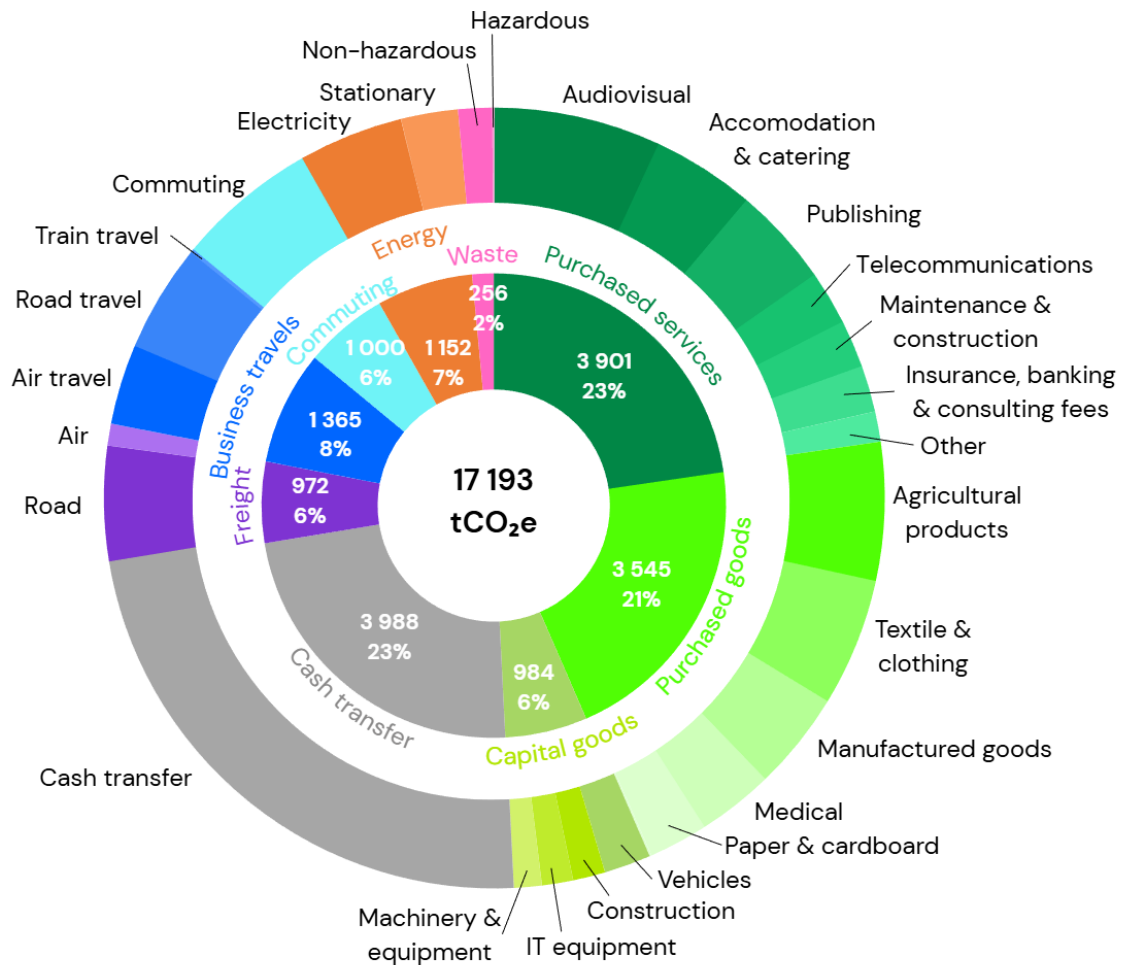 Hazardous
Non-hazardous
Stationary
Electricity
Commuting
Train travel
Road travel
Air travel
Air
Road
Cash transfer
Audiovisual
Accomodation
& catering
Publishing
Telecommunications
Maintenance &
construction
Insurance, banking
& consulting fees
Other
Agricultural
products
Textile &
clothing
Manufactured goods
Medical
Paper & cardboard
Vehicles
Construction
IT equipment
Machinery &
equipment
Energy
Waste
Purchased services
Commuting
Business travels
Freight
Cash transfer
Capital goods
Purchased goods
256
2%
3 901
23%
1 000
6%
1 152
7%
1 365
8%
972
6%
3 988
23%
984
6%
3 545
21%
17 193
tCO₂e